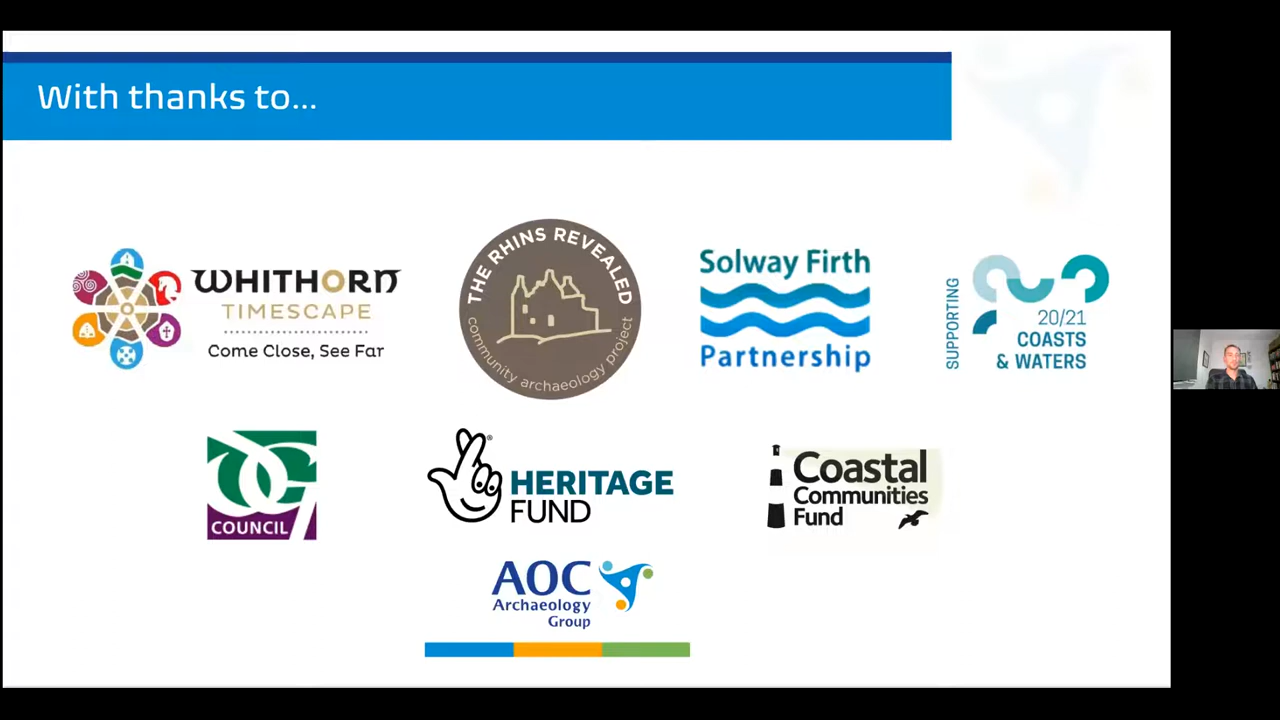 With thanks to...
WHITHORN
TIMESCAPE
Come Close, See Far
THE RHINS REVEALED
community archaeology project
Solway Firth
Partnership
SUPPORTING
20/21
COASTS
& WATERS
DG
COUNCIL
HERITAGE
FUND
Coastal
Communities
Fund
AOC
Archaeology
Group